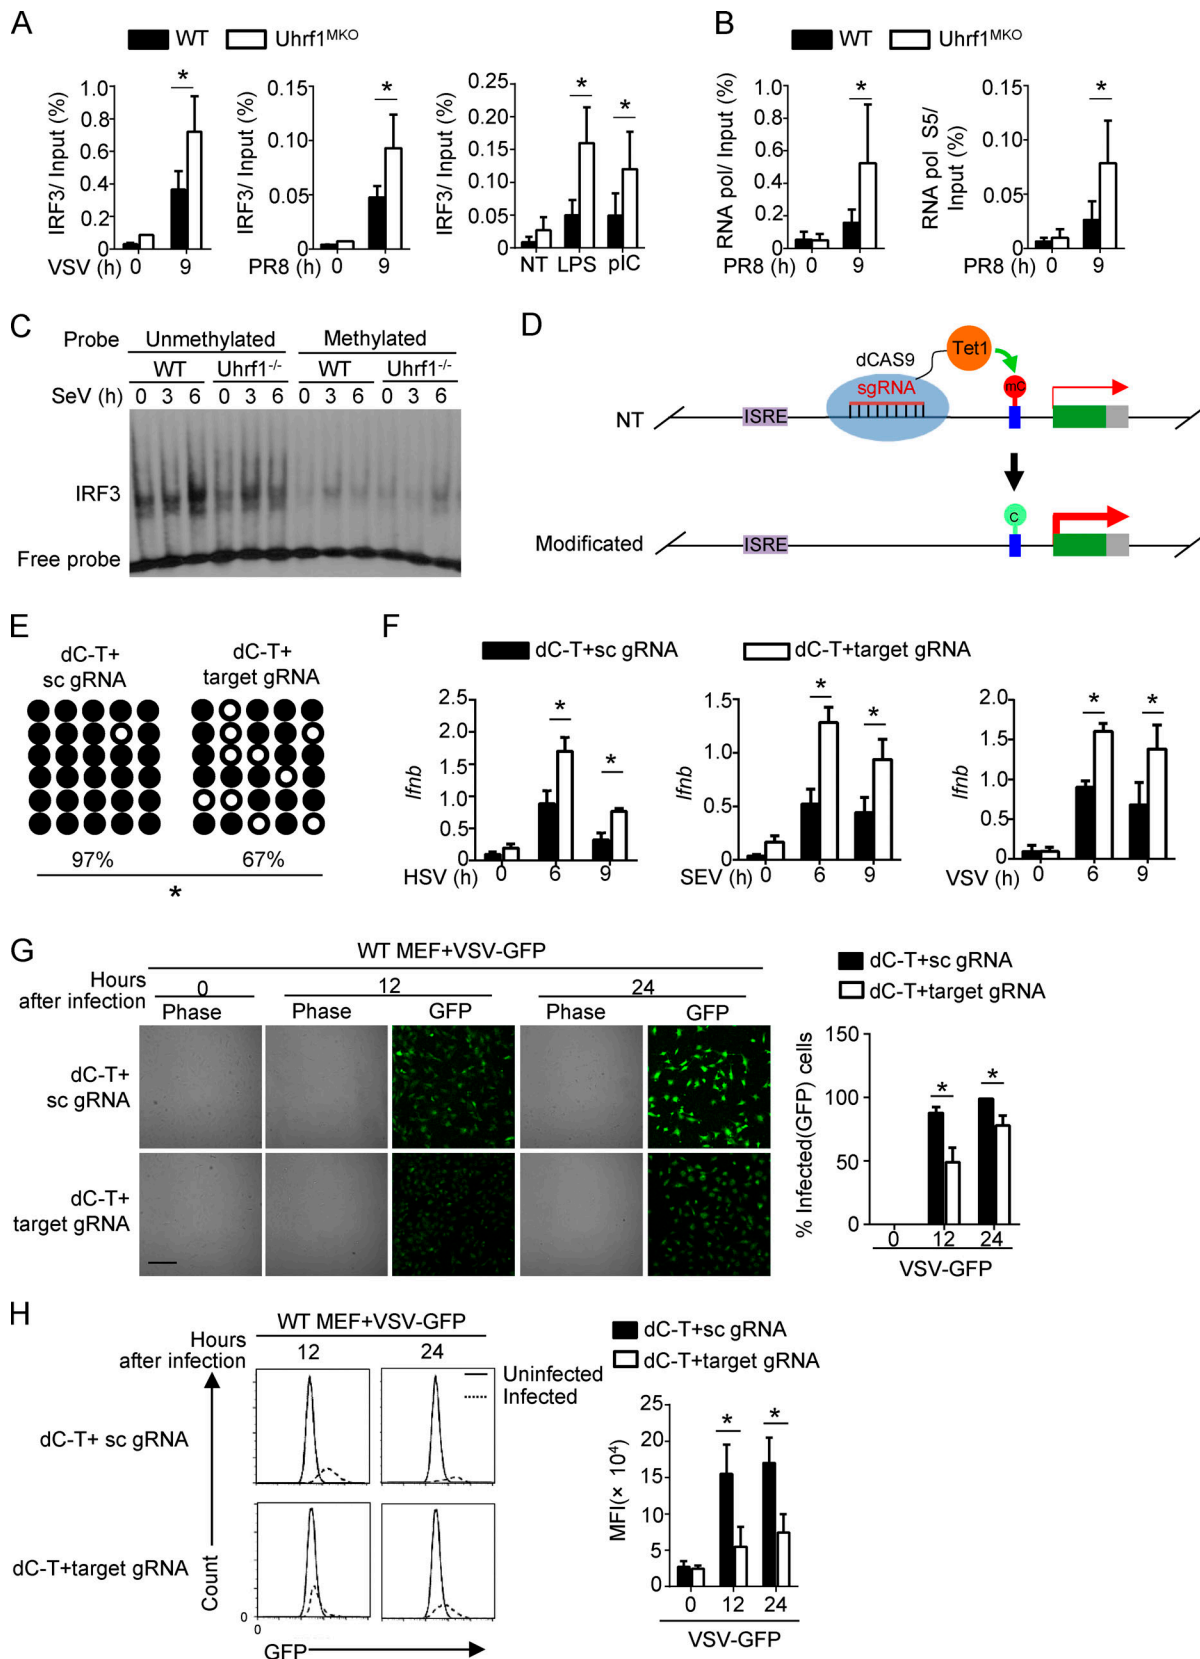 A
WT
Uhrf1MKO
IRF3/ Input (%)
1.0
0.8
0.6
0.4
0.2
0
*
VSV (h) 0 9
IRF3/ Input (%)
0.15
0.10
0.05
0
*
PR8 (h) 0 9
IRF3/ Input (%)
0.25
0.20
0.15
0.10
0.05
0
* *
NT LPS pIC
B
WT
Uhrf1MKO
RNA pol/ Input (%)
1.0
0.8
0.6
0.4
0.2
0
*
PR8 (h) 0 9
RNA pol S5/
Input (%)
0.15
0.10
0.05
0
*
PR8 (h) 0 9
C
Probe Unmethylated Methylated
WT Uhrf1-/- WT Uhrf1-/-
SeV (h) 0 3 6 0 3 6 0 3 6 0 3 6
IRF3
Free probe
D
dCAS9
Tet1
sgRNA
mC
NT
ISRE
C
Modificated
ISRE
E
dC-T+
sc gRNA
dC-T+
target gRNA
97% 67%
*
F
dC-T+sc gRNA
dC-T+target gRNA
Ifnb
2.5
2.0
1.5
1.0
0.5
0
* *
HSV (h) 0 6 9
Ifnb
1.5
1.0
0.5
0
* *
SEV (h) 0 6 9
Ifnb
2.0
1.5
1.0
0.5
0
* *
VSV (h) 0 6 9
G
WT MEF+VSV-GFP
Hours
after infection
0 12 24
Phase Phase GFP Phase GFP
dC-T+
sc gRNA
dC-T+
target gRNA
dC-T+sc gRNA
dC-T+target gRNA
% Infected(GFP) cells
150
100
50
0
* *
0 12 24
VSV-GFP
H
WT MEF+VSV-GFP
Hours
after infection
12 24
Uninfected
Infected
dC-T+ sc gRNA
dC-T+target gRNA
Count
0
0
GFP
dC-T+sc gRNA
dC-T+target gRNA
MFI(× 10⁴)
25
20
15
10
5
0
* *
0 12 24
VSV-GFP